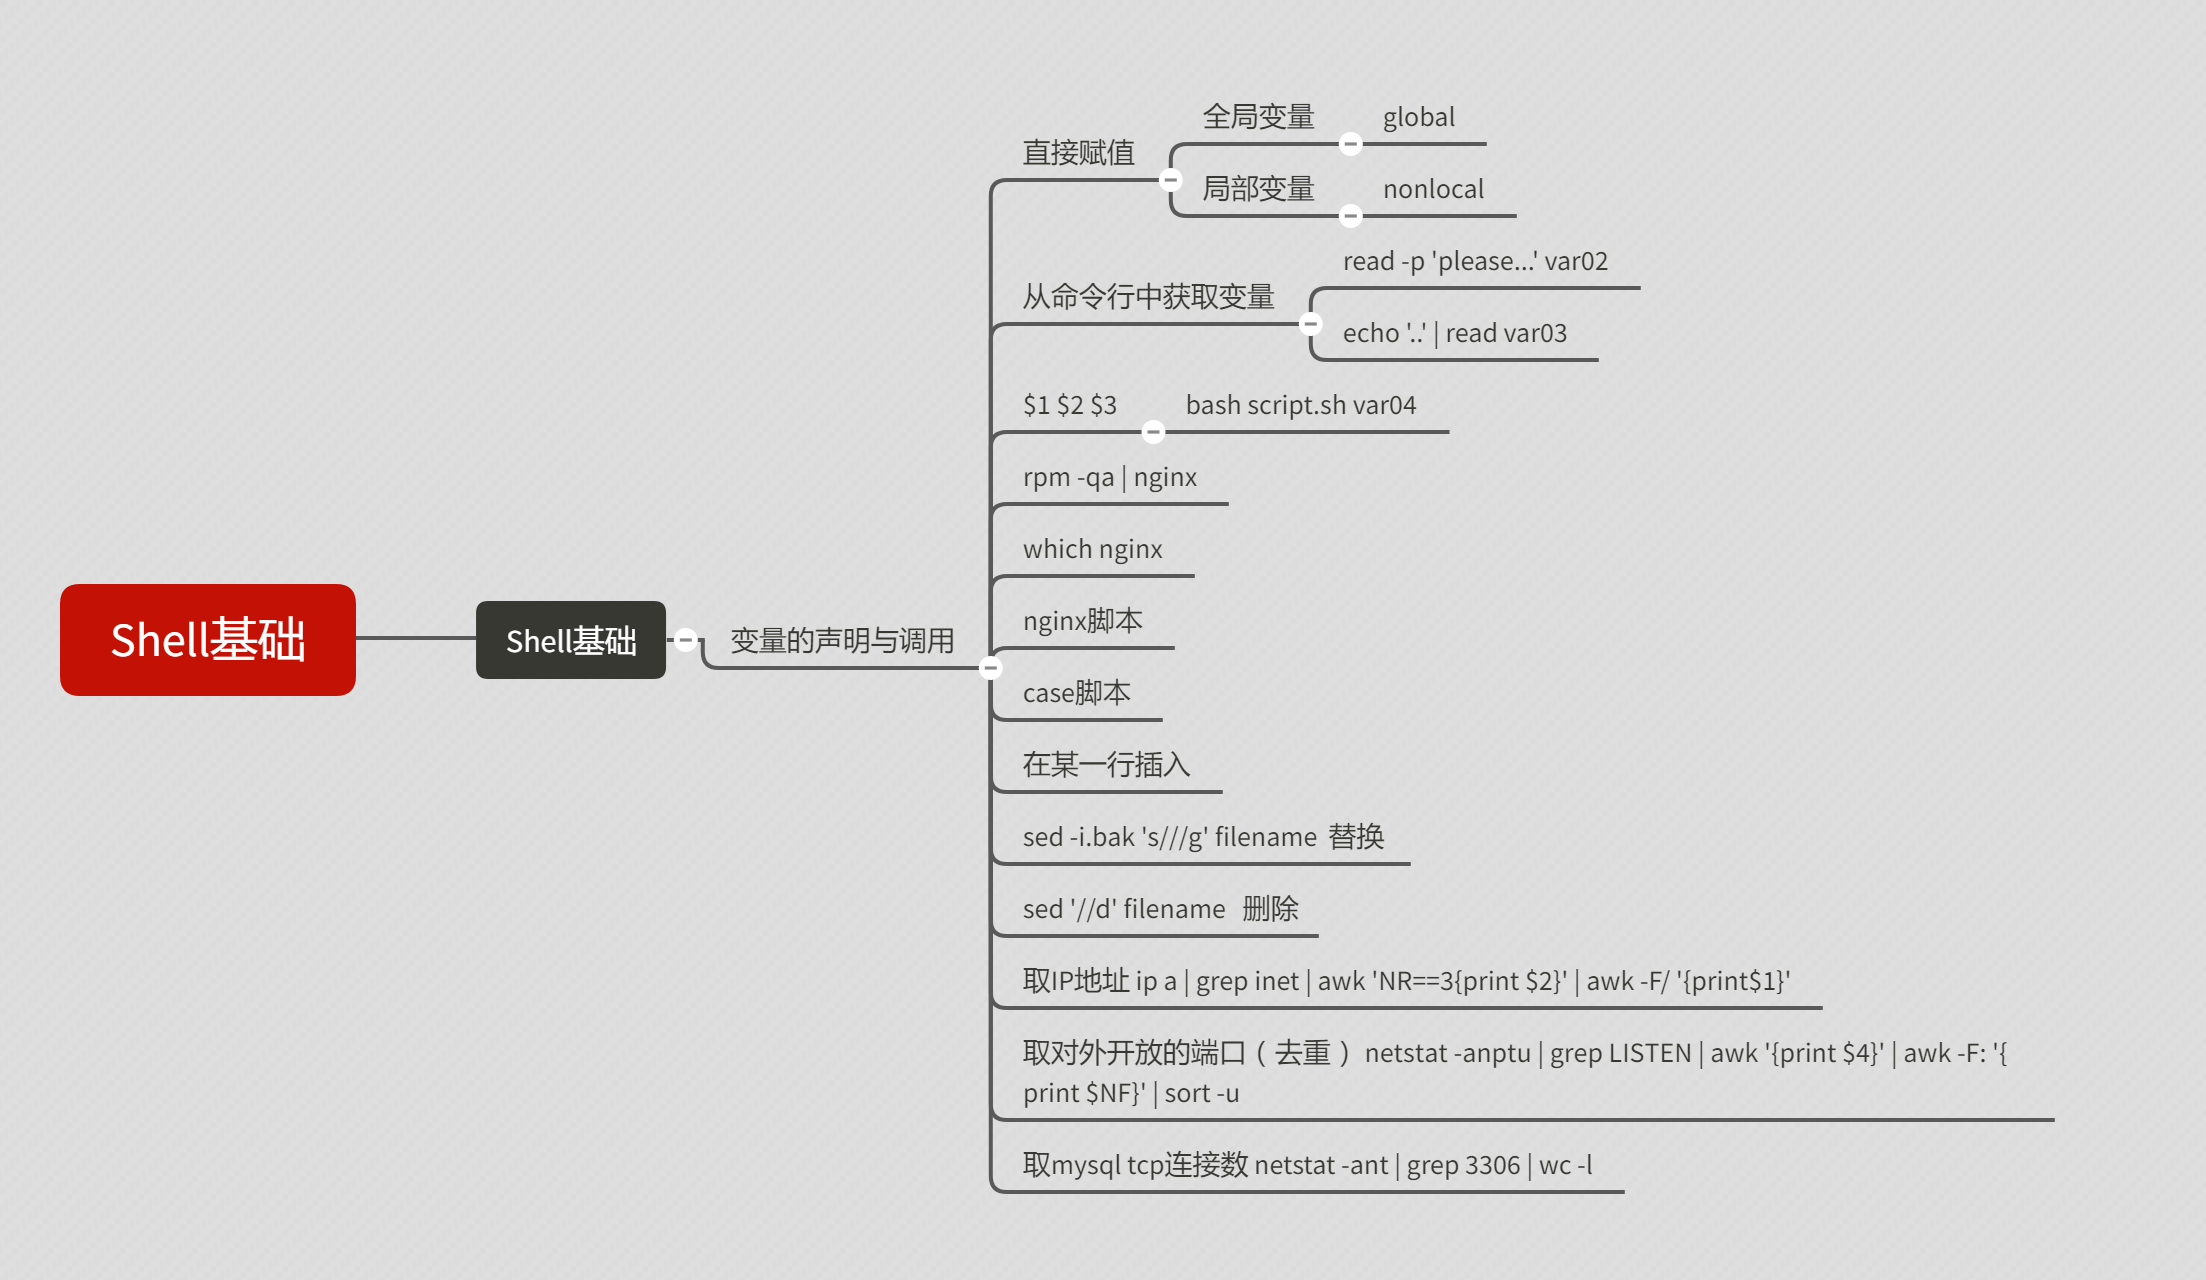 Shell基础
Shell基础
变量的声明与调用
直接赋值
全局变量
global
局部变量
nonlocal
从命令行中获取变量
read -p 'please...' var02
echo '..' | read var03
$1 $2 $3
bash script.sh var04
rpm -qa | nginx
which nginx
nginx脚本
case脚本
在某一行插入
sed -i.bak 's///g' filename  替换
sed '//d' filename   删除
取IP地址 ip a | grep inet | awk 'NR==3{print $2}' | awk -F/ '{print$1}'
取对外开放的端口（去重） netstat -anptu | grep LISTEN | awk '{print $4}' | awk -F: '{
print $NF}' | sort -u
取mysql tcp连接数 netstat -ant | grep 3306 | wc -l